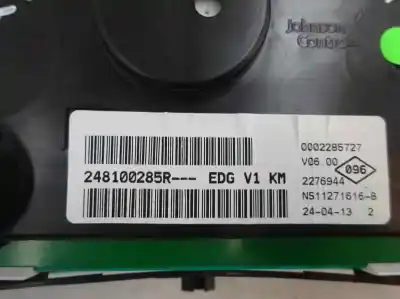 Johnson
Controls
0002285727
V06.00
096
248100285R--- EDG V1 KM
2276944
NS11271616-8
24-04-13 2